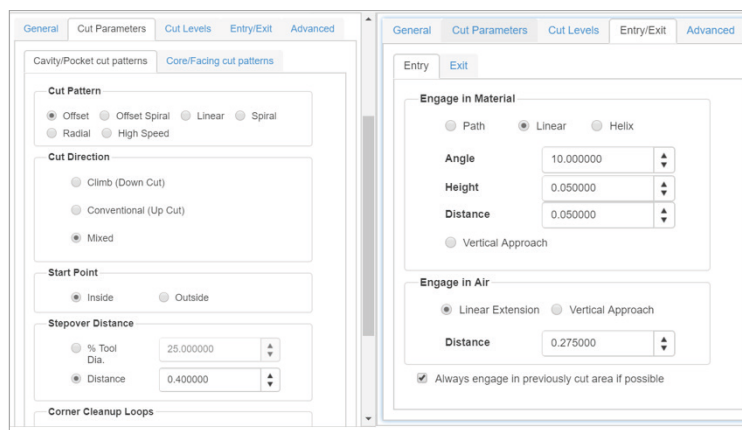 General Cut Parameters Cut Levels Entry/Exit Advanced
Cavity/Pocket cut patterns Core/Facing cut patterns
Cut Pattern
Offset Offset Spiral Linear Spiral
Radial High Speed
Cut Direction
Climb (Down Cut)
Conventional (Up Cut)
Mixed
Start Point
Inside Outside
Stepover Distance
% Tool
Dia.
25.000000
Distance 0.400000
Corner Cleanup Loops
General Cut Parameters Cut Levels Entry/Exit Advanced
Entry Exit
Engage in Material
Path Linear Helix
Angle 10.000000
Height 0.050000
Distance 0.050000
Vertical Approach
Engage in Air
Linear Extension Vertical Approach
Distance 0.275000
Always engage in previously cut area if possible